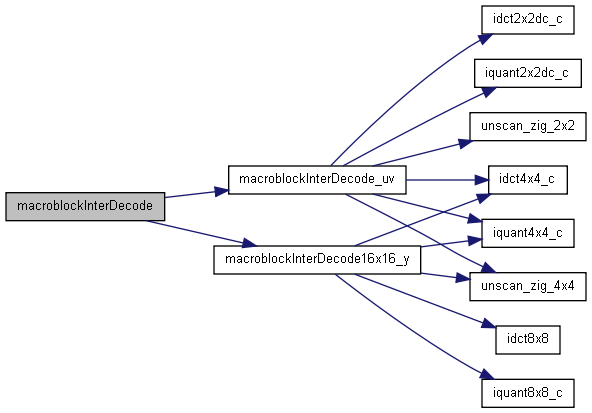 macroblockInterDecode
macroblockInterDecode_uv
macroblockInterDecode16x16_y
idct2x2dc_c
iquant2x2dc_c
unscan_zig_2x2
idct4x4_c
iquant4x4_c
unscan_zig_4x4
idct8x8
iquant8x8_c